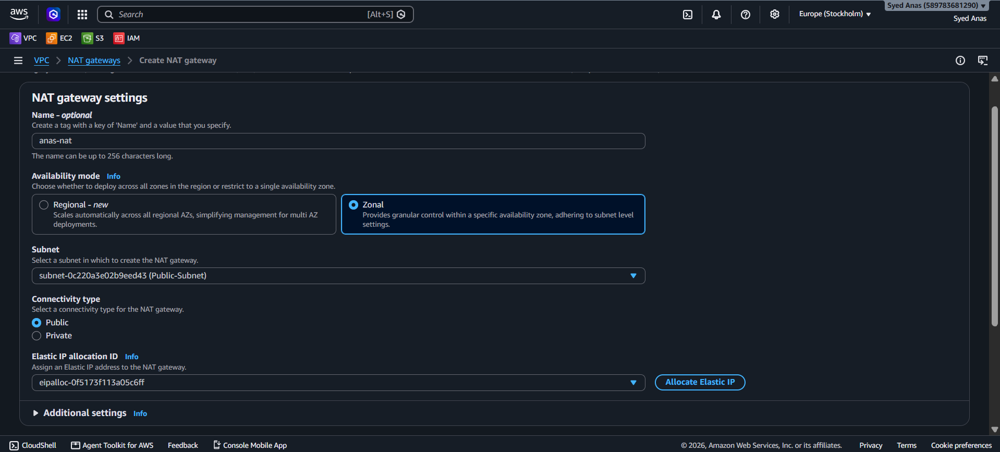 aws
Search
[Alt+S]
Europe (Stockholm)
Syed Anas (589783681290)
Syed Anas
VPC
EC2
S3
IAM
VPC
NAT gateways
Create NAT gateway
NAT gateway settings
Name - optional
Create a tag with a key of 'Name' and a value that you specify.
anas-nat
The name can be up to 256 characters long.
Availability mode Info
Choose whether to deploy across all zones in the region or restrict to a single availability zone.
Regional - new
Scales automatically across all regional AZs, simplifying management for multi AZ
deployments.
Zonal
Provides granular control within a specific availability zone, adhering to subnet level
settings.
Subnet
Select a subnet in which to create the NAT gateway.
subnet-0c220a3e02b9eed43 (Public-Subnet)
Connectivity type
Select a connectivity type for the NAT gateway.
Public
Private
Elastic IP allocation ID Info
Assign an Elastic IP address to the NAT gateway.
eipalloc-0f5173f113a05c6ff
Allocate Elastic IP
Additional settings Info
CloudShell
Agent Toolkit for AWS
Feedback
Console Mobile App
© 2026, Amazon Web Services, Inc. or its affiliates.
Privacy
Terms
Cookie preferences